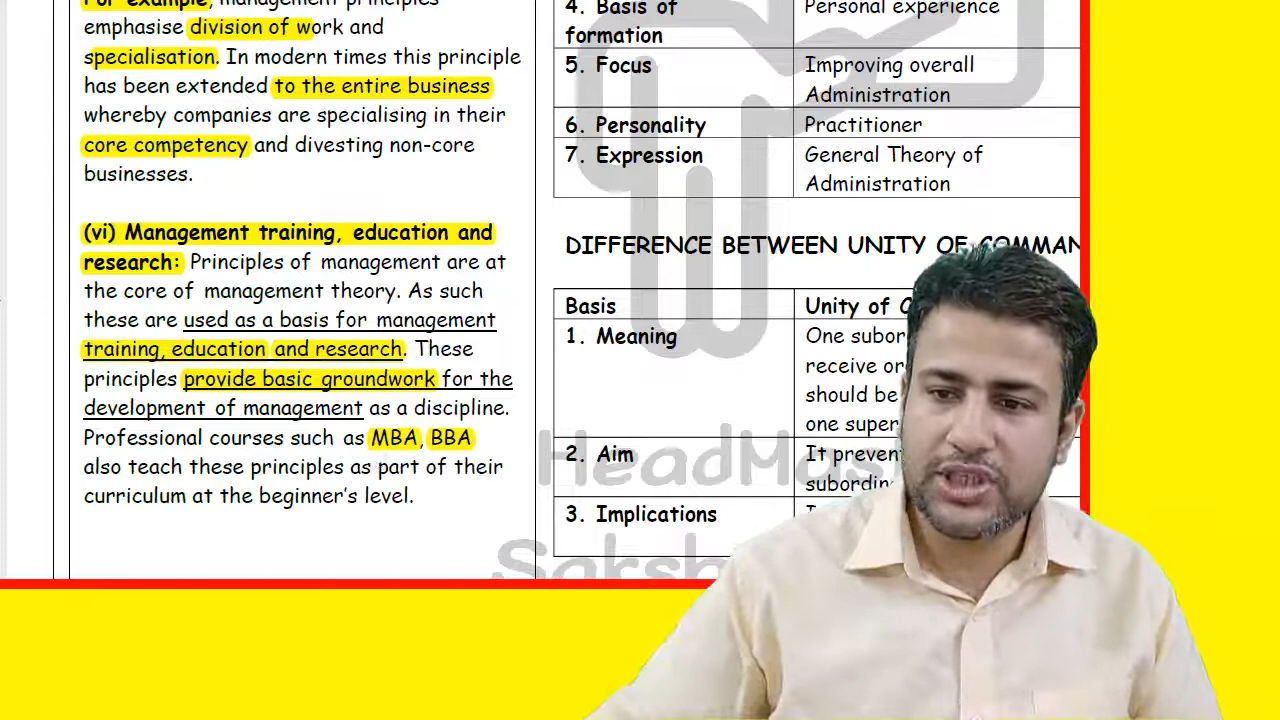 For example, management principles
emphasise division of work and
specialisation. In modern times this principle
has been extended to the entire business
whereby companies are specialising in their
core competency and divesting non-core
businesses.
(vi) Management training, education and
research: Principles of management are at
the core of management theory. As such
these are used as a basis for management
training, education and research. These
principles provide basic groundwork for the
development of management as a discipline.
Professional courses such as MBA, BBA
also teach these principles as part of their
curriculum at the beginner's level.
4. Basis of
formation
Personal experience
5. Focus
Improving overall
Administration
6. Personality
Practitioner
7. Expression
General Theory of
Administration
DIFFERENCE BETWEEN UNITY OF COMMAN
Basis
Unity of C
1. Meaning
One subor
receive or
should be
one super
2. Aim
It preven
subordin
3. Implications
HeadMas
Saksh